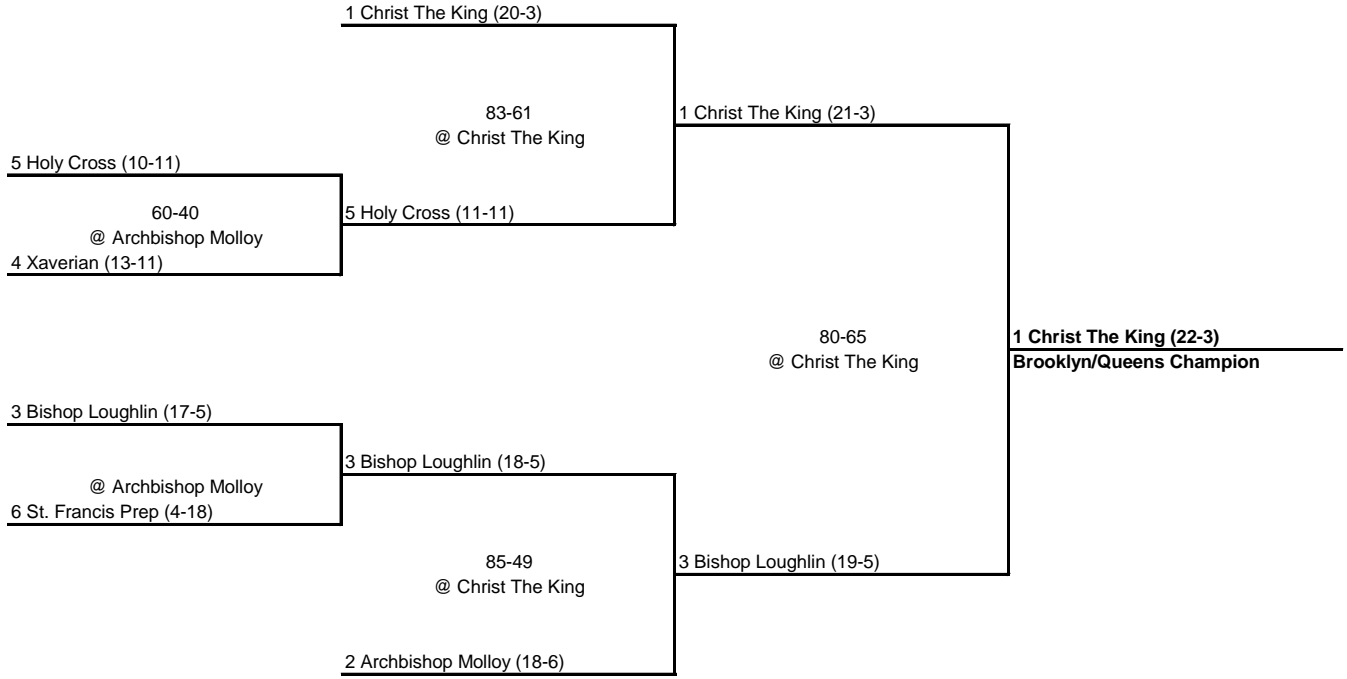 1 Christ The King (20-3)
83-61
@ Christ The King
1 Christ The King (21-3)
5 Holy Cross (10-11)
60-40
@ Archbishop Molloy
5 Holy Cross (11-11)
4 Xaverian (13-11)
80-65
@ Christ The King
1 Christ The King (22-3)
Brooklyn/Queens Champion
3 Bishop Loughlin (17-5)
@ Archbishop Molloy
3 Bishop Loughlin (18-5)
6 St. Francis Prep (4-18)
85-49
@ Christ The King
3 Bishop Loughlin (19-5)
2 Archbishop Molloy (18-6)